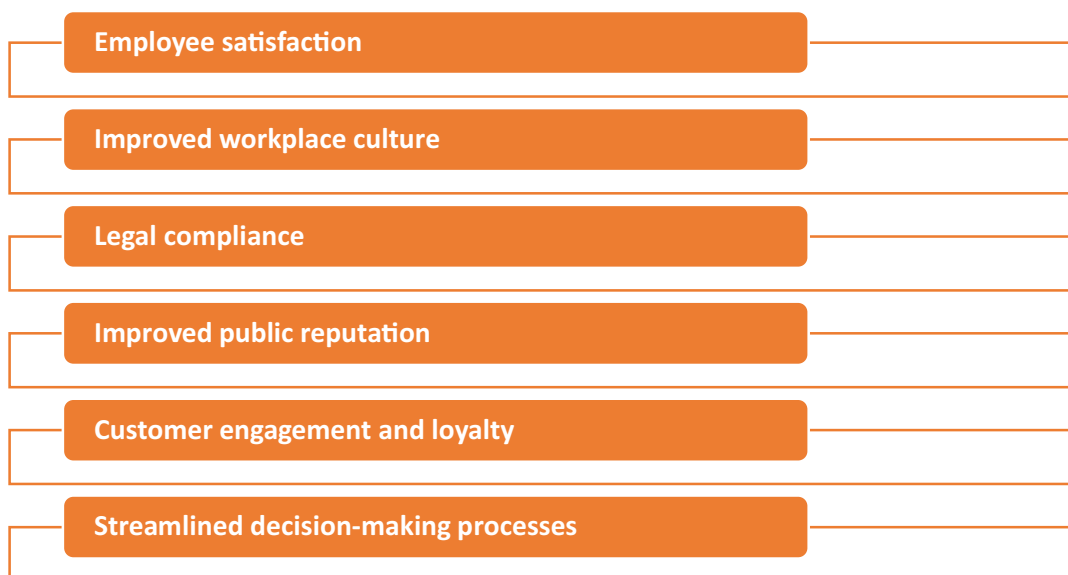 Employee satisfaction
Improved workplace culture
Legal compliance
Improved public reputation
Customer engagement and loyalty
Streamlined decision-making processes